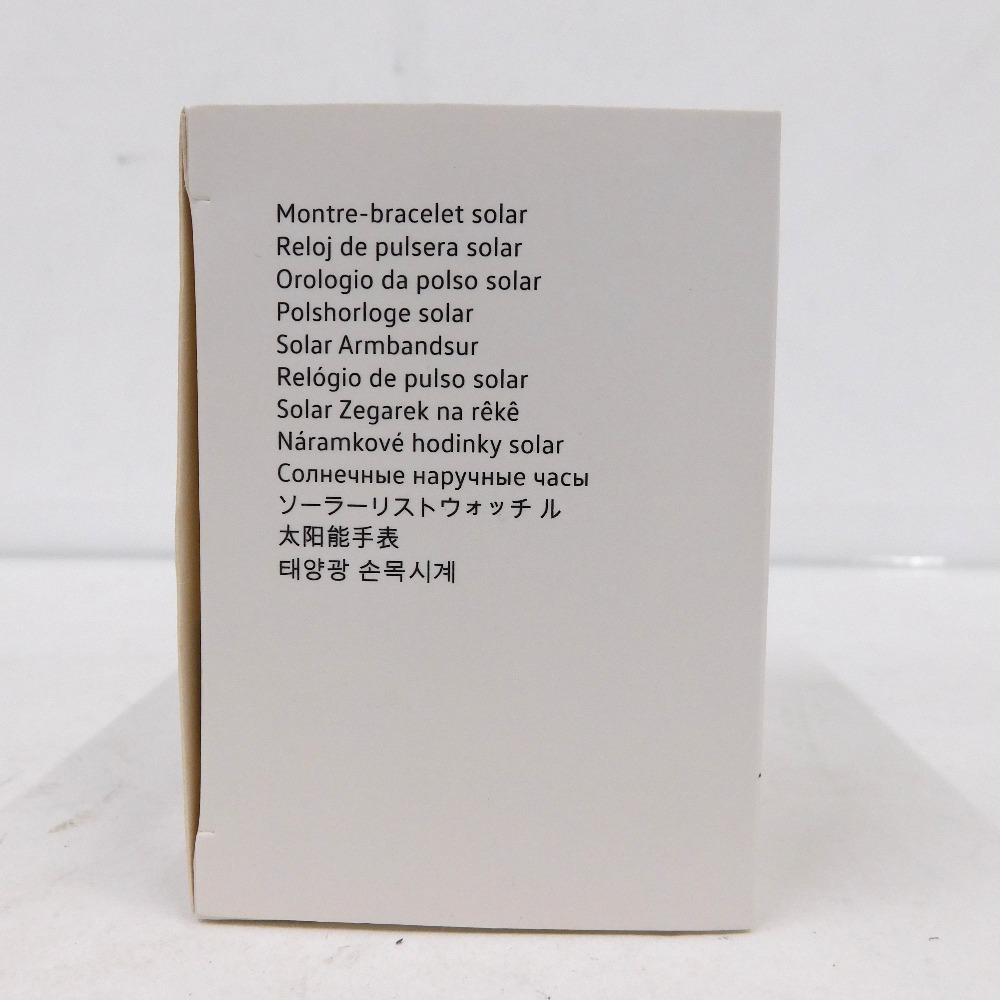 Montre-bracelet solar
Reloj de pulsera solar
Orologio da polso solar
Polshorloge solar
Solar Armbandsur
Relógio de pulso solar
Solar Zegarek na rêkê
Náramkové hodinky solar
Солнечные наручные часы
ソーラーリストウォッチ ル
太阳能手表
태양광 손목시계